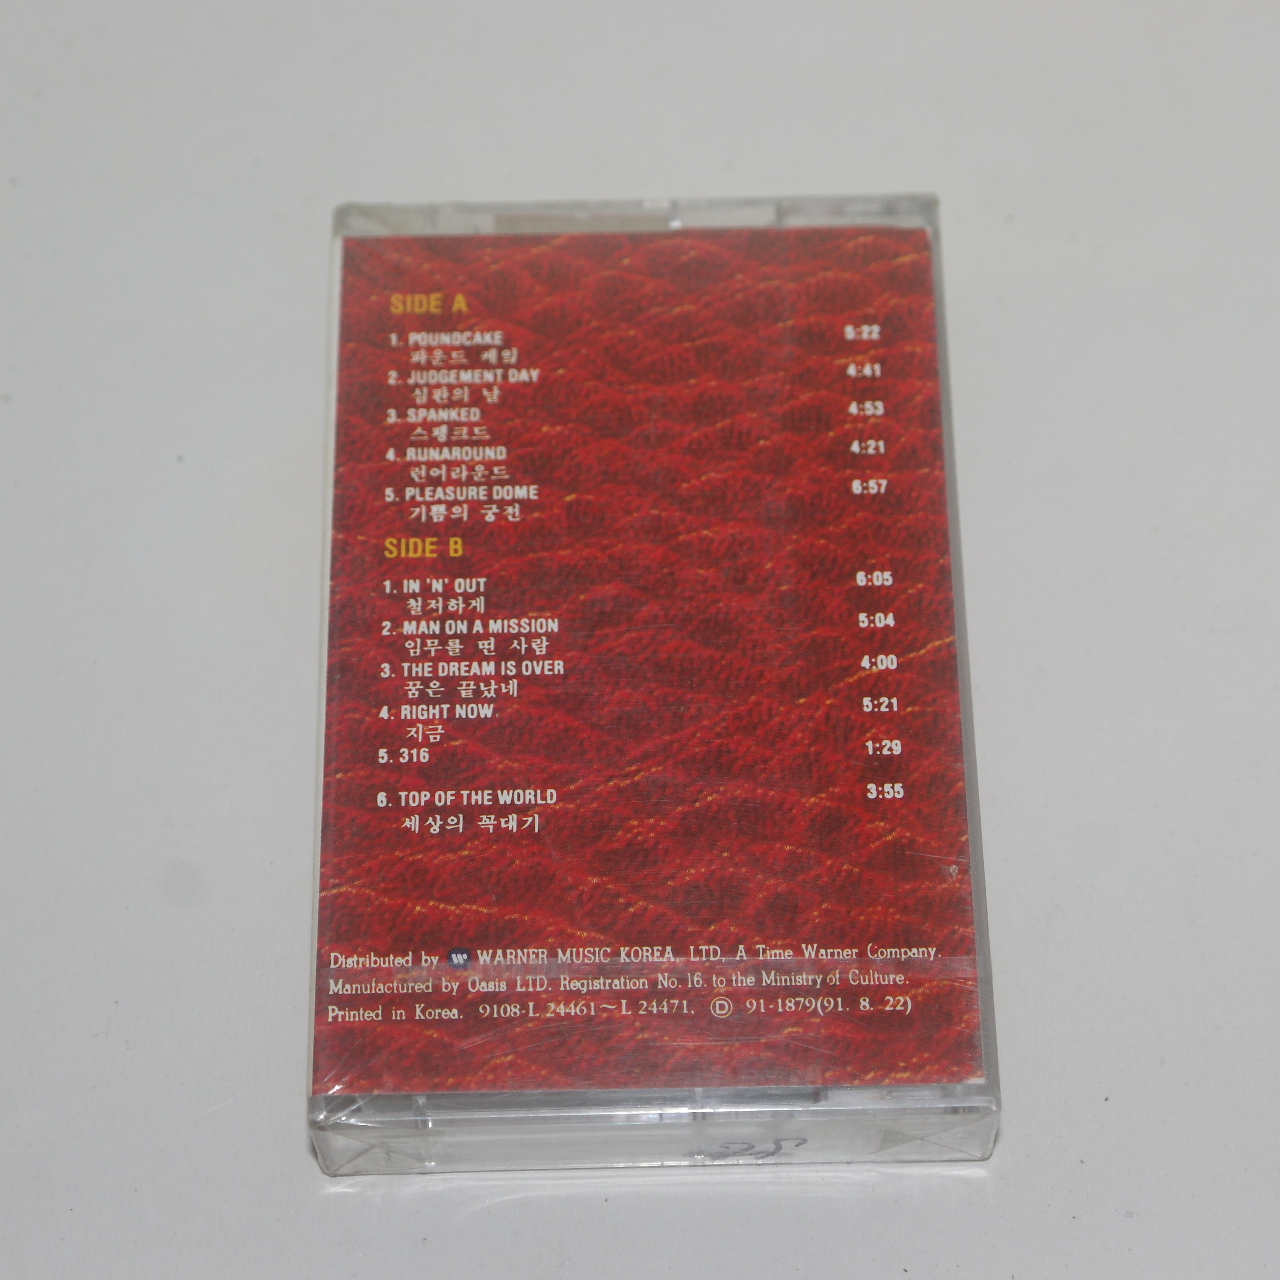 SIDE A
1. POUNDCAKE 5:22
파운드 케익
2. JUDGEMENT DAY 4:41
심판의 날
3. SPANKED 4:53
스팽크드
4. RUNAROUND 4:21
런어라운드
5. PLEASURE DOME 6:57
기쁨의 궁전
SIDE B
1. IN 'N' OUT 6:05
철저하게
2. MAN ON A MISSION 5:04
임무를 띤 사람
3. THE DREAM IS OVER 4:00
꿈은 끝났네
4. RIGHT NOW 5:21
지금
5. 316 1:29
6. TOP OF THE WORLD 3:55
세상의 꼭대기
Distributed by W WARNER MUSIC KOREA, LTD, A Time Warner Company.
Manufactured by Oasis LTD. Registration No. 16. to the Ministry of Culture.
Printed in Korea. 9108-L 24461~L 24471, Ⓓ 91-1879(91. 8. 22)